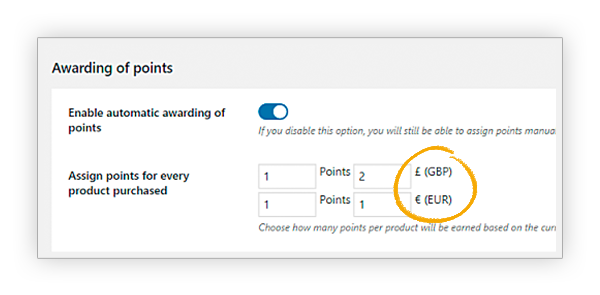 Awarding of points
Enable automatic awarding of
points
If you disable this option, you will still be able to assign points manua
Assign points for every
product purchased
1 Points 2 £ (GBP)
1 Points 1 € (EUR)
Choose how many points per product will be earned based on the cur